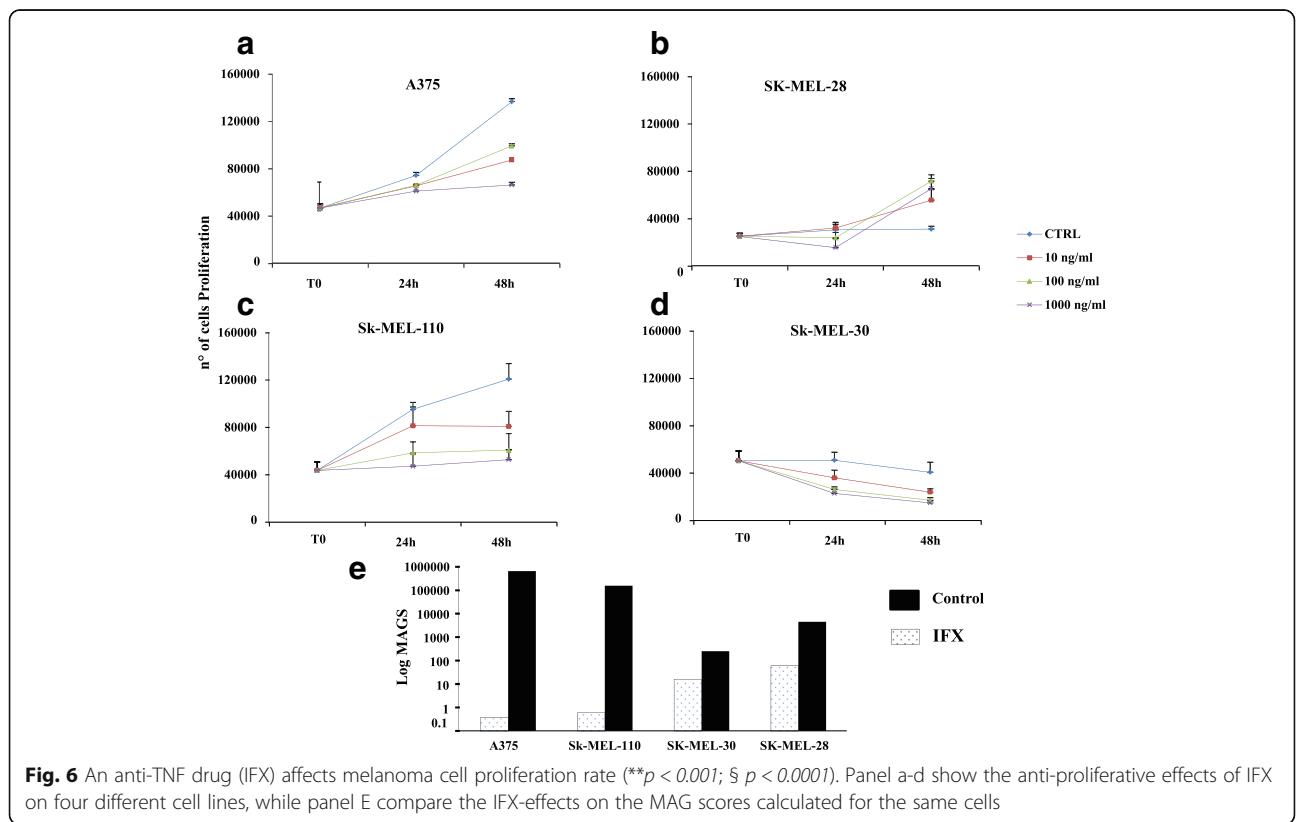 a
A375
160000
120000
80000
40000
0
T0 24h 48h
b
SK-MEL-28
160000
120000
80000
40000
0
T0 24h 48h
n° of cells Proliferation
CTRL
10 ng/ml
100 ng/ml
1000 ng/ml
c
Sk-MEL-110
160000
120000
80000
40000
0
T0 24h 48h
d
Sk-MEL-30
160000
120000
80000
40000
0
T0 24h 48h
e
Log MAGS
1000000
100000
10000
1000
100
10
1
0.1
A375 Sk-MEL-110 SK-MEL-30 SK-MEL-28
Control
IFX
Fig. 6 An anti-TNF drug (IFX) affects melanoma cell proliferation rate (**p < 0.001; § p < 0.0001). Panel a-d show the anti-proliferative effects of IFX
on four different cell lines, while panel E compare the IFX-effects on the MAG scores calculated for the same cells